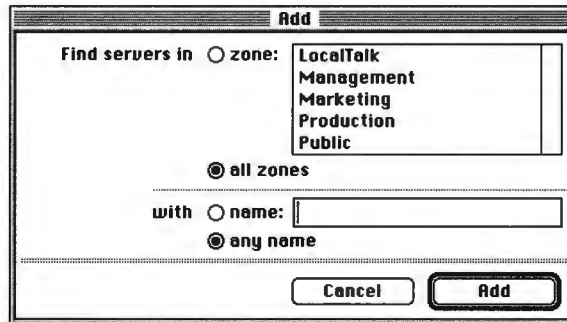 Add
Find servers in zone: LocalTalk
Management
Marketing
Production
Public
all zones
with name:
any name
Cancel Add